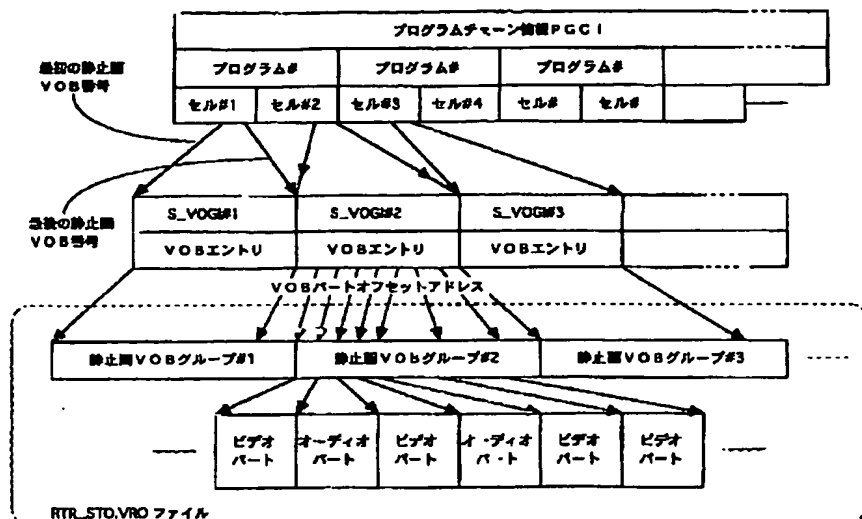 プログラムチェーン情報PGCI
プログラム# プログラム# プログラム#
セル#1 セル#2 セル#3 セル#4 セル# セル#
最初の静止画
VOB番号
最後の静止画
VOB番号
S_VOGI#1 S_VOGI#2 S_VOGI#3
VOBエントリ VOBエントリ VOBエントリ
VOBパートオフセットアドレス
静止画VOBグループ#1 静止画VOBグループ#2 静止画VOBグループ#3
ビデオ オーディオ ビデオ オーディオ ビデオ ビデオ
パート パート パート パート パート パート
RTR_STO.VRO ファイル